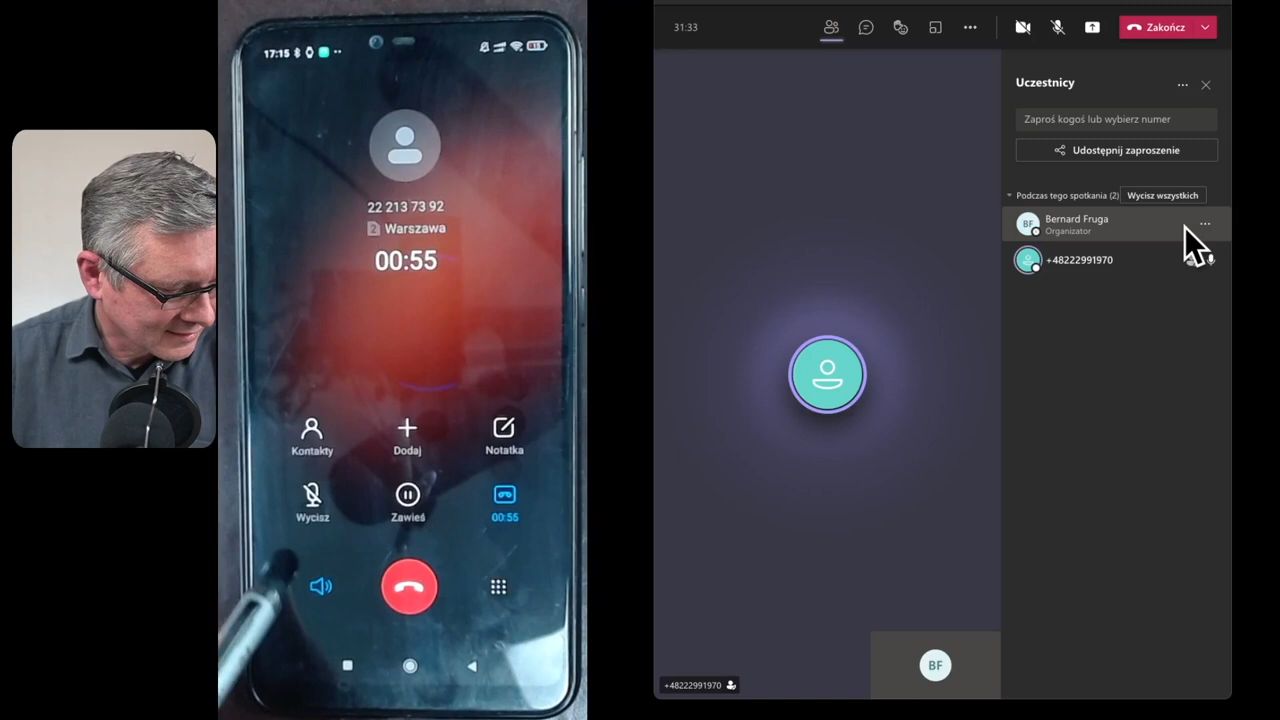 17:15
22 213 73 92
2 Warszawa
00:55
Kontakty
Dodaj
Notatka
Wycisz
Zawieś
00:55
31:33
Zakończ
Uczestnicy
Zaproś kogoś lub wybierz numer
Udostępnij zaproszenie
Podczas tego spotkania (2)
Wycisz wszystkich
BF
Bernard Fruga
Organizator
+48222991970
BF
+48222991970